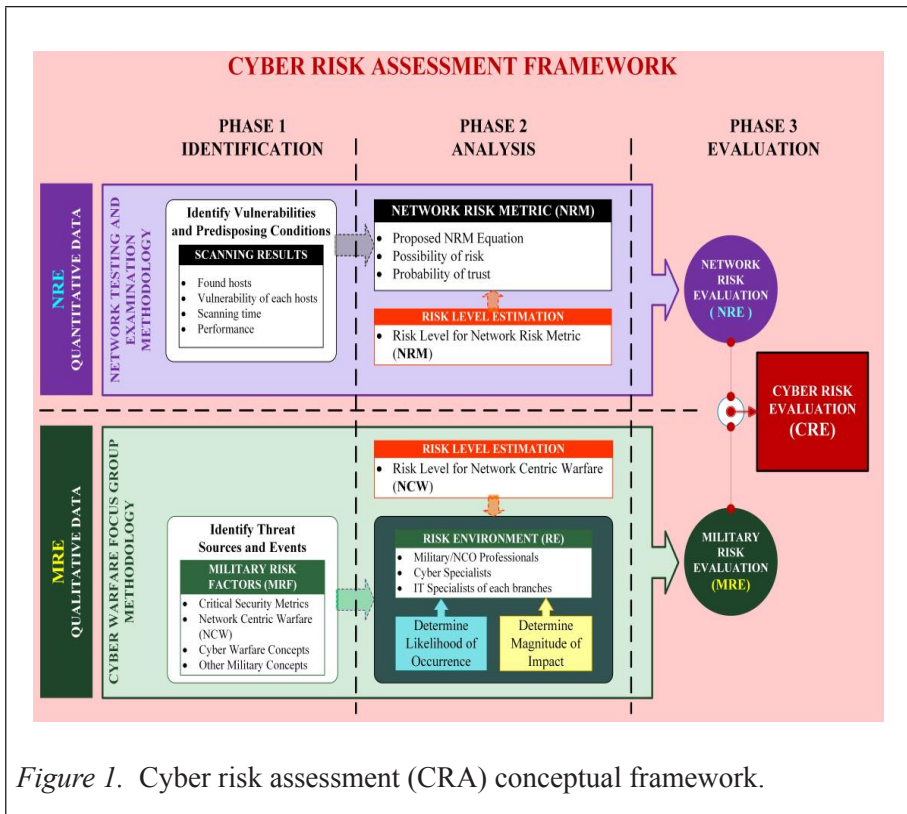 CYBER RISK ASSESSMENT FRAMEWORK
PHASE 1
IDENTIFICATION
PHASE 2
ANALYSIS
PHASE 3
EVALUATION
NRE
QUANTITATIVE DATA
NETWORK TESTING AND
EXAMINATION
METHODOLOGY
Identify Vulnerabilities
and Predisposing Conditions
SCANNING RESULTS
• Found hosts
• Vulnerability of each hosts
• Scanning time
• Performance
NETWORK RISK METRIC (NRM)
• Proposed NRM Equation
• Possibility of risk
• Probability of trust
RISK LEVEL ESTIMATION
• Risk Level for Network Risk Metric
(NRM)
NETWORK
RISK
EVALUATION
( NRE )
CYBER RISK
EVALUATION
(CRE)
MRE
QUALITATIVE DATA
CYBER WARFARE FOCUS GROUP
METHODOLOGY
Identify Threat
Sources and Events
MILITARY RISK
FACTORS (MRF)
• Critical Security Metrics
• Network Centric Warfare
(NCW)
• Cyber Warfare Concepts
• Other Military Concepts
RISK LEVEL ESTIMATION
• Risk Level for Network Centric Warfare
(NCW)
RISK ENVIRONMENT (RE)
• Military/NCO Professionals
• Cyber Specialists
• IT Specialists of each branches
Determine
Likelihood of
Occurrence
Determine
Magnitude of
Impact
MILITARY
RISK
EVALUATION
(MRE)
Figure 1. Cyber risk assessment (CRA) conceptual framework.